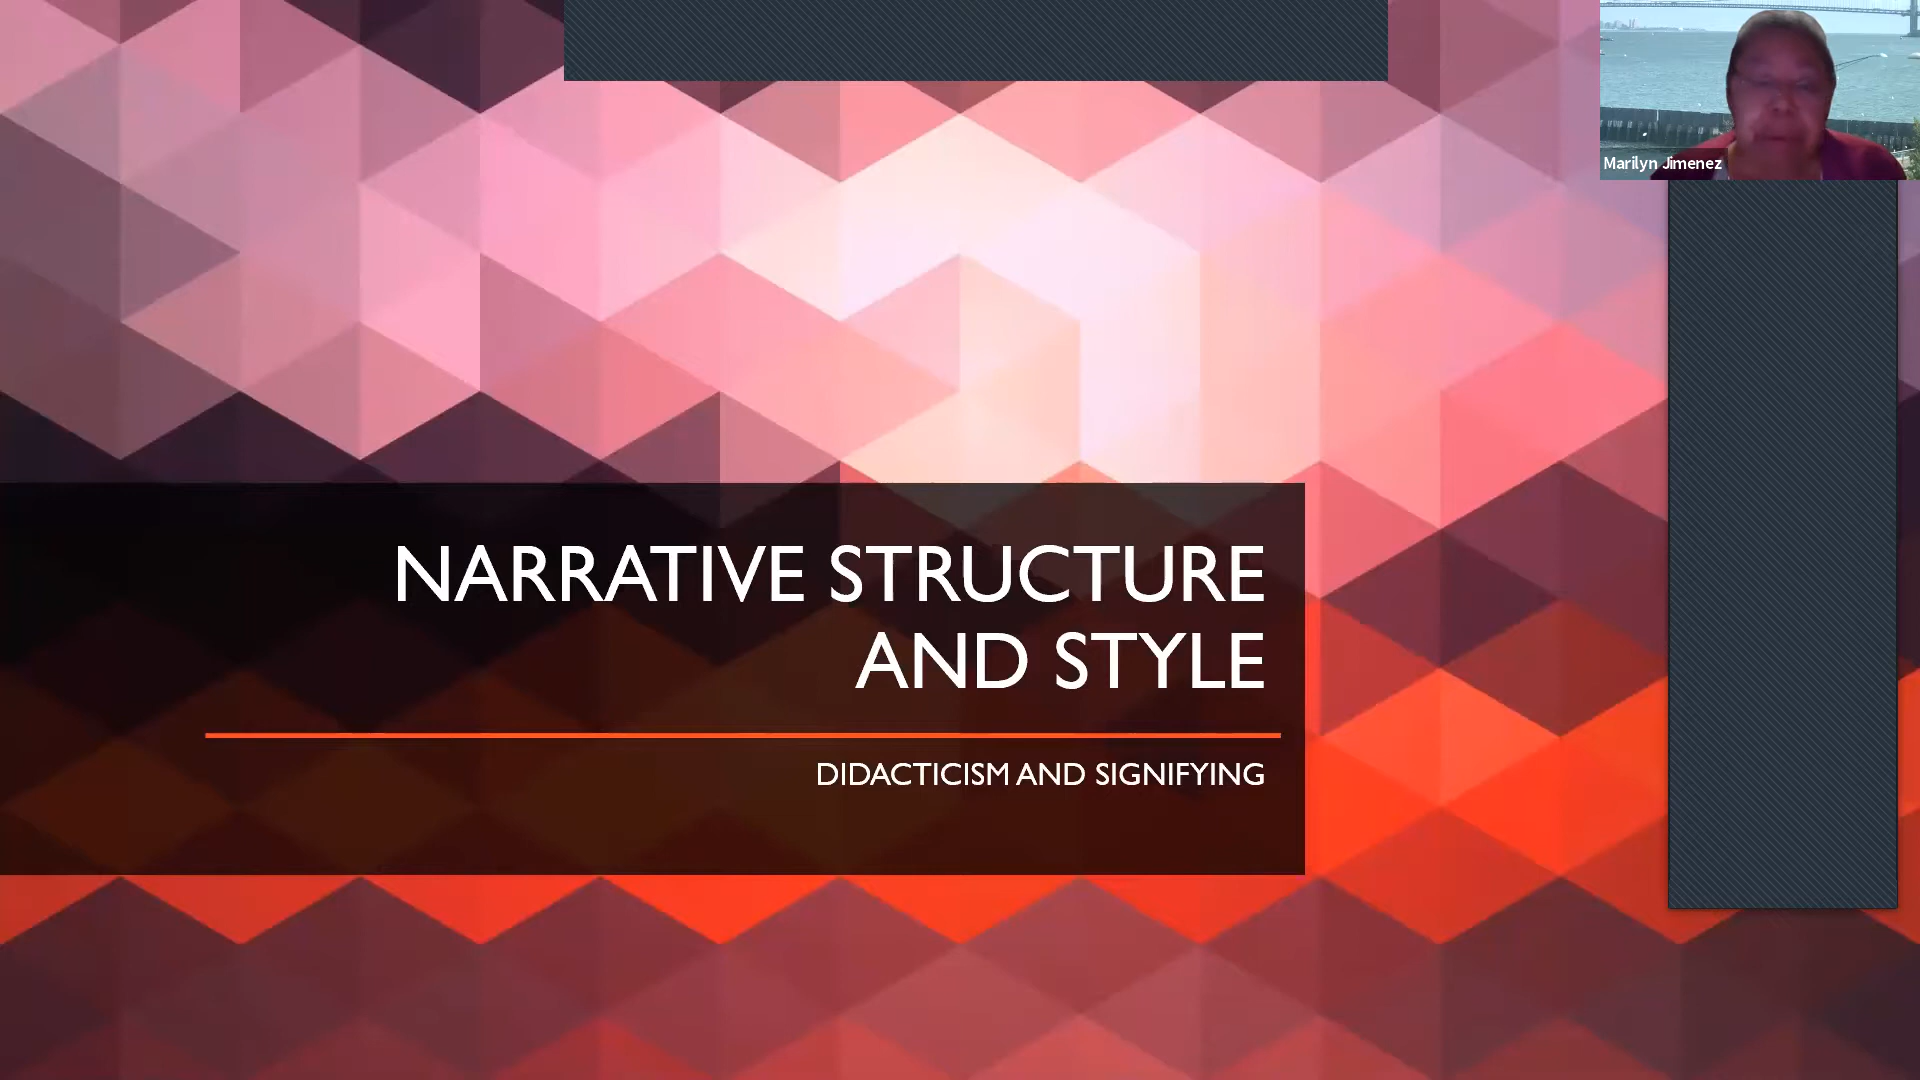 Marilyn Jimenez
NARRATIVE STRUCTURE
AND STYLE
DIDACTICISM AND SIGNIFYING